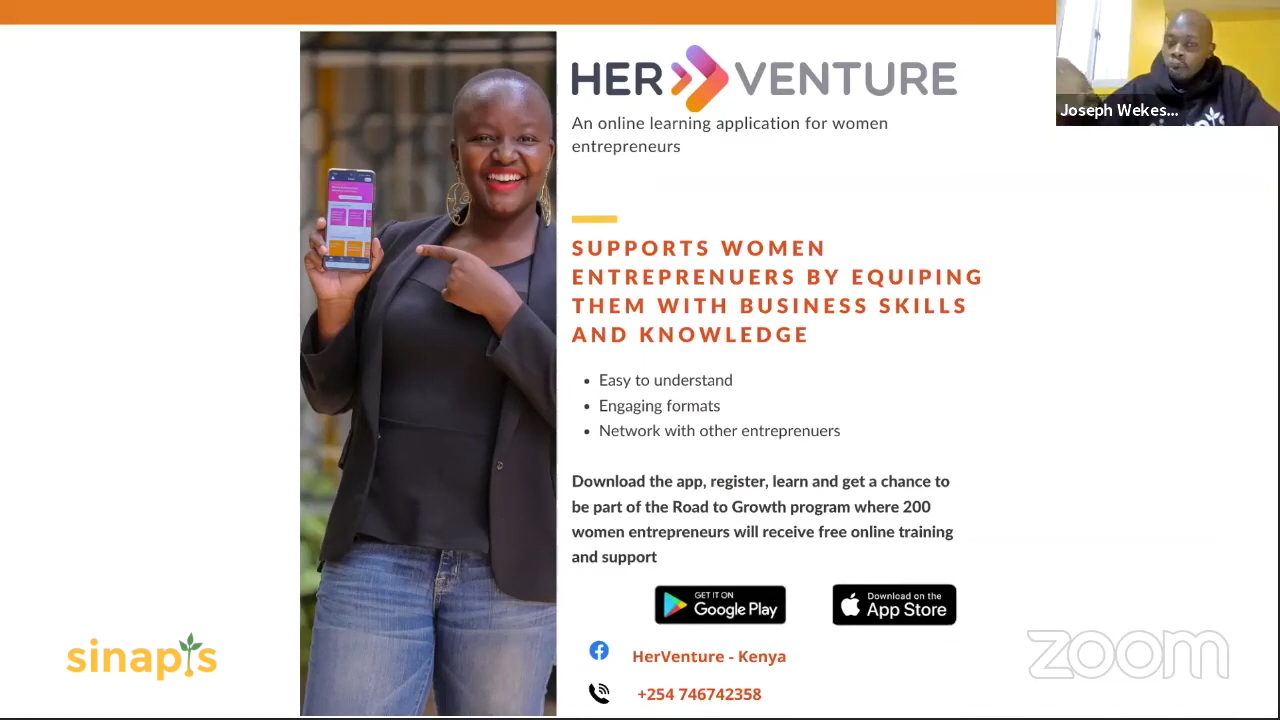 HER VENTURE
An online learning application for women
entrepreneurs
SUPPORTS WOMEN
ENTREPRENUERS BY EQUIPING
THEM WITH BUSINESS SKILLS
AND KNOWLEDGE
• Easy to understand
• Engaging formats
• Network with other entreprenuers
Download the app, register, learn and get a chance to
be part of the Road to Growth program where 200
women entrepreneurs will receive free online training
and support
GET IT ON
Google Play
Download on the
App Store
HerVenture - Kenya
+254 746742358
sinapis
zoom
Joseph Wekes...